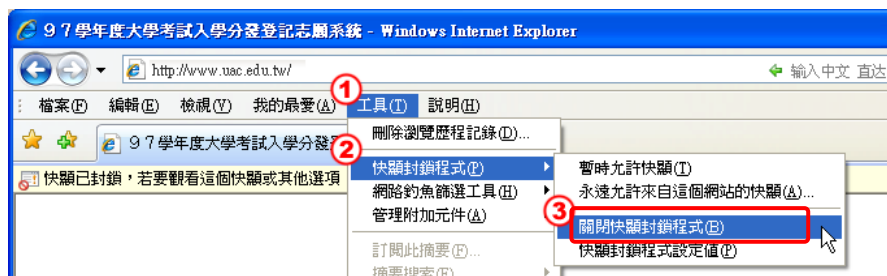 97學年度大學考試入學分發登記志願系統 - Windows Internet Explorer
http://www.uac.edu.tw/
输入中文 直达
檔案(F) 編輯(E) 檢視(V) 我的最愛(A) 工具(T) 說明(H)
1
刪除瀏覽歷程記錄(D)...
97學年度大學考試入學分發
2
快顯封鎖程式(P)
暫時允許快顯(T)
快顯已封鎖，若要觀看這個快顯或其他選項
網路釣魚篩選工具(H)
永遠允許來自這個網站的快顯(A)...
管理附加元件(A)
3
關閉快顯封鎖程式(B)
訂閱此摘要(F)...
快顯封鎖程式設定值(P)
摘要搜索(E)